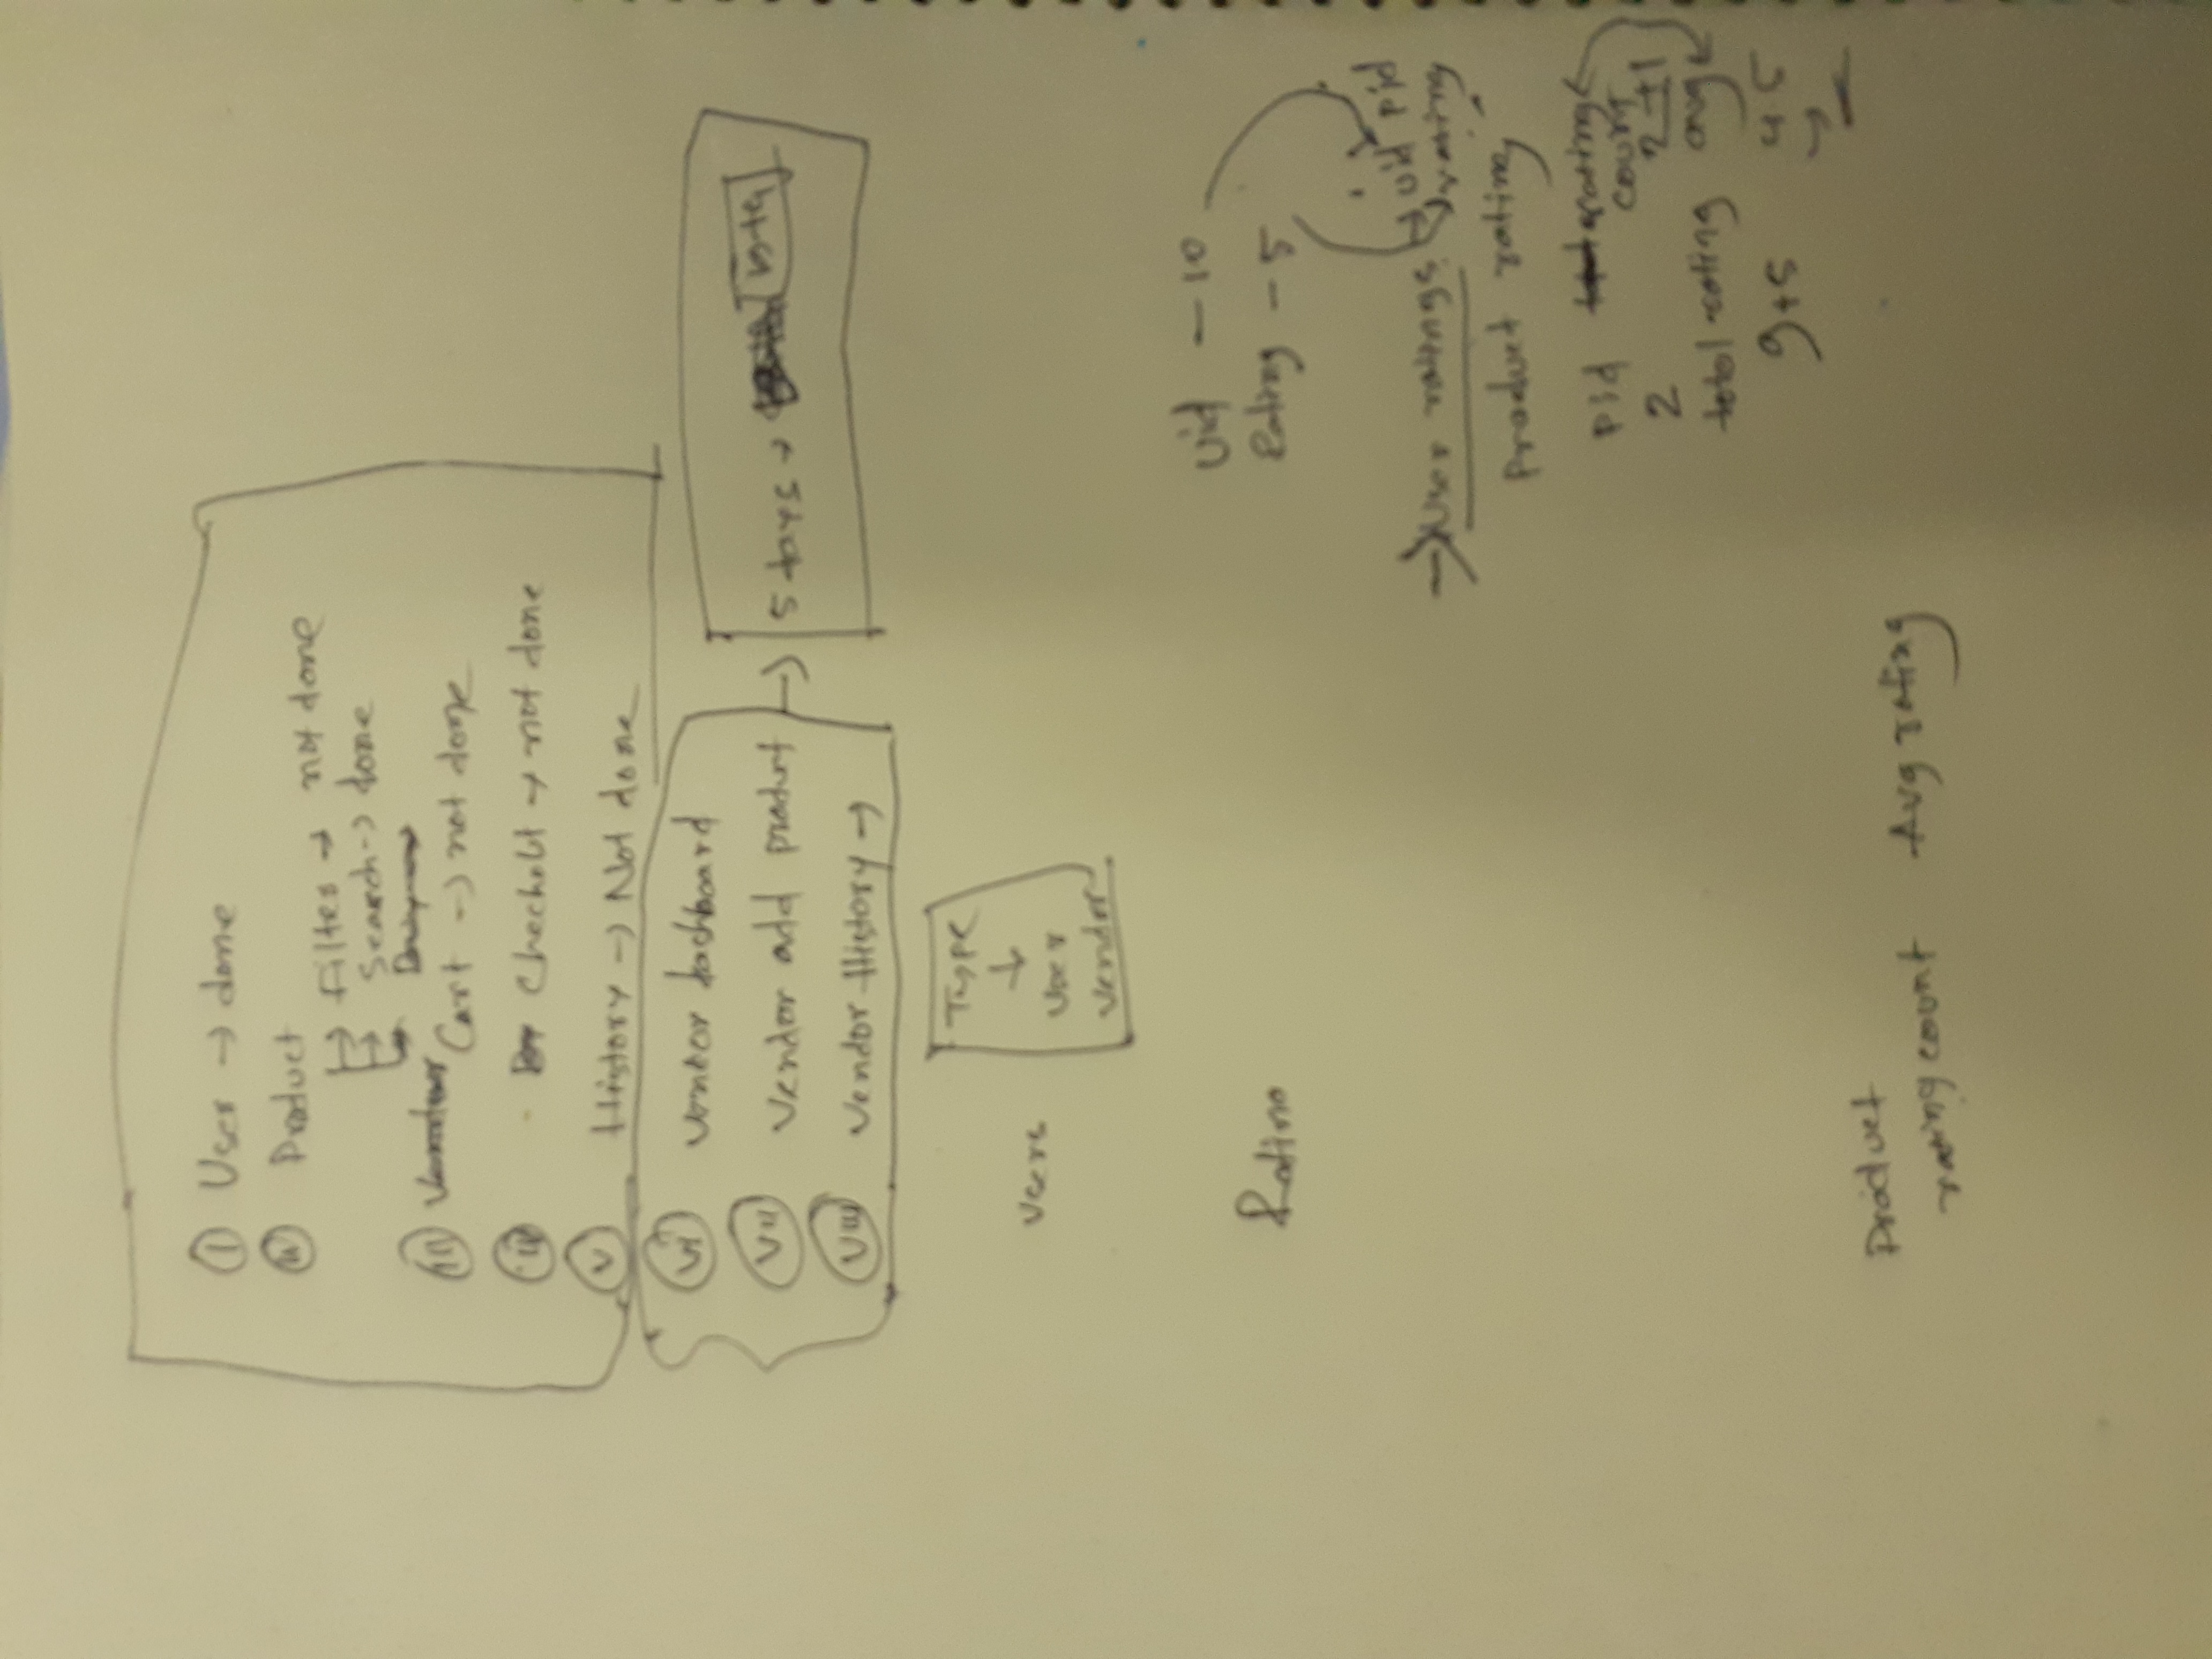 I User → done
II Product
→ Filter → not done
→ Search → done
III Cart → not done
Checkout → not done
V History → Not done
VI Vendor dashboard
VII Vendor add product → 5 days →
VIII Vendor History →
Type
↓
Users
User
Vendor
Uid — 10
Rating — 5
Rating
uid pid
→ User ratings → rating
Product rating
Pid rating
count
2 2+1
total rating avg
9+5 4.5
Product
rating count Avg rating